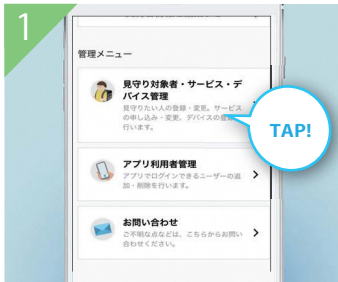 1
管理メニュー
見守り対象者・サービス・デ
バイス管理
見守りたい人の登録・変更。サービス
の申し込み・変更、デバイスの登
行います。
TAP!
アプリ利用者管理
アプリでログインできるユーザーの追
加・削除を行います。
お問い合わせ
ご不明な点などは、こちらからお問い
合わせください。